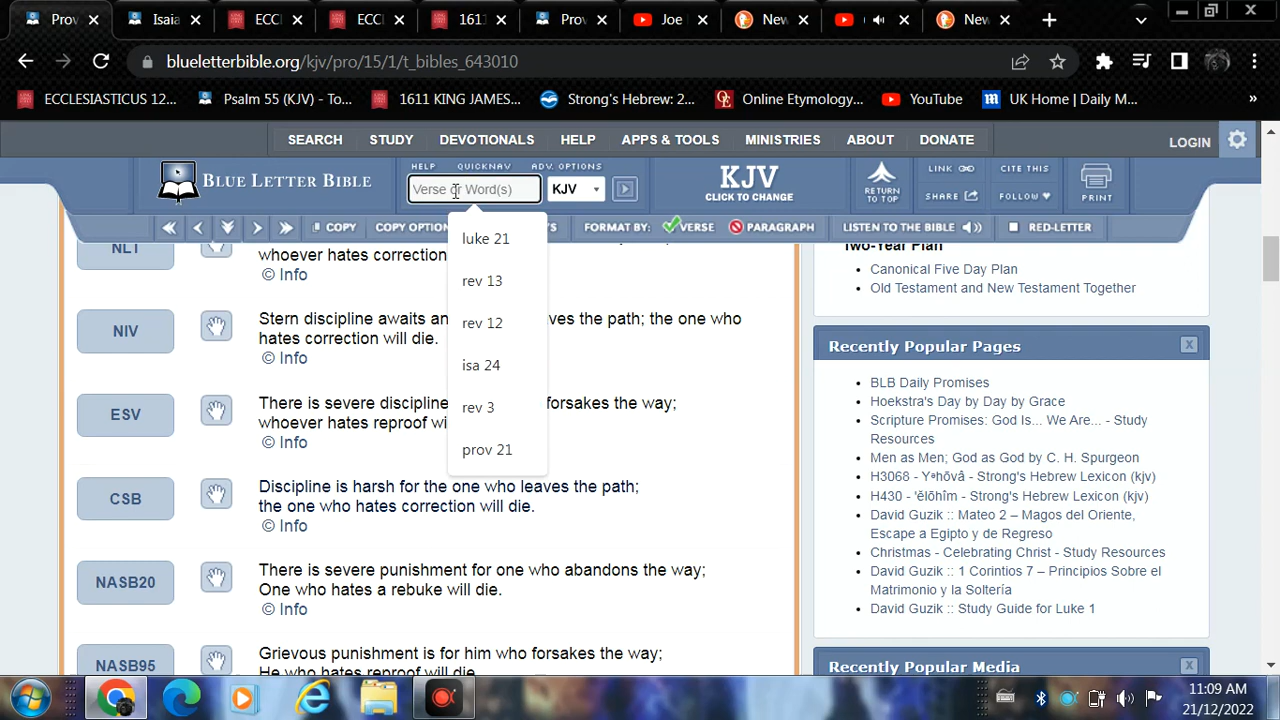 Prov
Isaia
ECCL
ECCL
1611
Prov
Joe
New
New
blueletterbible.org/kjv/pro/15/1/t_bibles_643010
ECCLESIASTICUS 12...
Psalm 55 (KJV) - To...
1611 KING JAMES...
Strong's Hebrew: 2...
Online Etymology...
YouTube
UK Home | Daily M...
»
SEARCH STUDY DEVOTIONALS HELP APPS & TOOLS MINISTRIES ABOUT DONATE
LOGIN
HELP QUICKNAV ADV. OPTIONS
BLUE LETTER BIBLE
Verse or Word(s)
KJV
KJV
CLICK TO CHANGE
RETURN
TO TOP
LINK
CITE THIS
SHARE
FOLLOW
PRINT
COPY
COPY OPTION
FORMAT BY:
VERSE
PARAGRAPH
LISTEN TO THE BIBLE
RED-LETTER
luke 21
rev 13
rev 12
isa 24
rev 3
prov 21
NLT
whoever hates correction
© Info
NIV
Stern discipline awaits an
ves the path; the one who
hates correction will die.
© Info
ESV
There is severe discipline
forsakes the way;
whoever hates reproof wi
© Info
CSB
Discipline is harsh for the one who leaves the path;
the one who hates correction will die.
© Info
NASB20
There is severe punishment for one who abandons the way;
One who hates a rebuke will die.
© Info
NASB95
Grievous punishment is for him who forsakes the way;
He who hates reproof will die.
Two-Year Plan
Canonical Five Day Plan
Old Testament and New Testament Together
Recently Popular Pages
BLB Daily Promises
Hoekstra's Day by Day by Grace
Scripture Promises: God Is... We Are... - Study
Resources
Men as Men; God as God by C. H. Spurgeon
H3068 - Yᵊhōvâ - Strong's Hebrew Lexicon (kjv)
H430 - 'ĕlōhîm - Strong's Hebrew Lexicon (kjv)
David Guzik :: Mateo 2 – Magos del Oriente,
Escape a Egipto y de Regreso
Christmas - Celebrating Christ - Study Resources
David Guzik :: 1 Corintios 7 – Principios Sobre el
Matrimonio y la Soltería
David Guzik :: Study Guide for Luke 1
Recently Popular Media
11:09 AM
21/12/2022